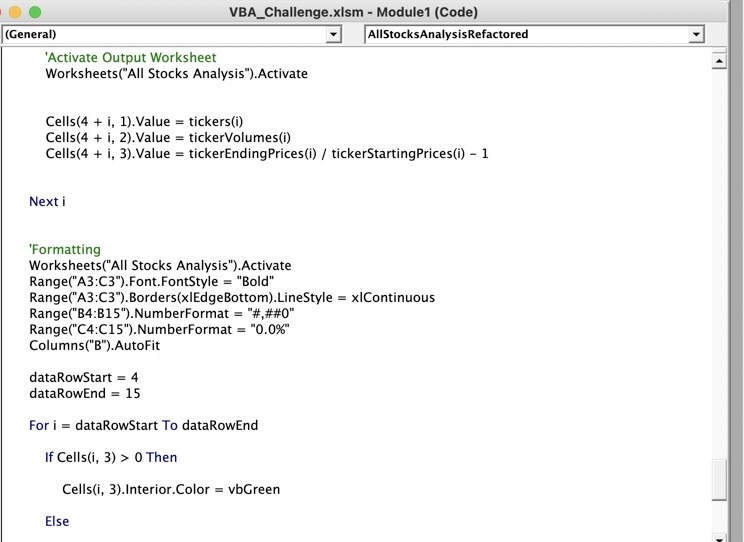 VBA_Challenge.xlsm - Module1 (Code)
(General) AllStocksAnalysisRefactored
'Activate Output Worksheet
Worksheets("All Stocks Analysis").Activate
Cells(4 + i, 1).Value = tickers(i)
Cells(4 + i, 2).Value = tickerVolumes(i)
Cells(4 + i, 3).Value = tickerEndingPrices(i) / tickerStartingPrices(i) - 1
Next i
'Formatting
Worksheets("All Stocks Analysis").Activate
Range("A3:C3").Font.FontStyle = "Bold"
Range("A3:C3").Borders(xlEdgeBottom).LineStyle = xlContinuous
Range("B4:B15").NumberFormat = "#,##0"
Range("C4:C15").NumberFormat = "0.0%"
Columns("B").AutoFit
dataRowStart = 4
dataRowEnd = 15
For i = dataRowStart To dataRowEnd
If Cells(i, 3) > 0 Then
Cells(i, 3).Interior.Color = vbGreen
Else